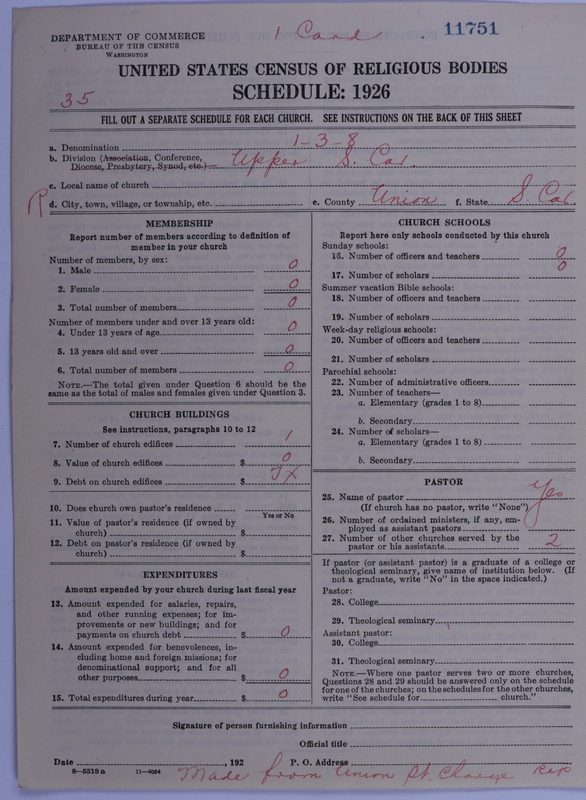 DEPARTMENT OF COMMERCE
BUREAU OF THE CENSUS
WASHINGTON
1 Card
11751
UNITED STATES CENSUS OF RELIGIOUS BODIES
SCHEDULE: 1926
35
FILL OUT A SEPARATE SCHEDULE FOR EACH CHURCH. SEE INSTRUCTIONS ON THE BACK OF THIS SHEET
a. Denomination 1-3-8
b. Division (Association, Conference, Diocese, Presbytery, Synod, etc.) Upper S. Car.
c. Local name of church
R d. City, town, village, or township, etc. e. County Union f. State S. Car.
MEMBERSHIP
Report number of members according to definition of member in your church
Number of members, by sex:
1. Male 0
2. Female 0
3. Total number of members 0
Number of members under and over 13 years old:
4. Under 13 years of age 0
5. 13 years old and over 0
6. Total number of members 0
NOTE.—The total given under Question 6 should be the
same as the total of males and females given under Question 3.
CHURCH BUILDINGS
See instructions, paragraphs 10 to 12
7. Number of church edifices 1
8. Value of church edifices $ 0
9. Debt on church edifices $ JX
10. Does church own pastor's residence
Yes or No
11. Value of pastor's residence (if owned by
church) $
12. Debt on pastor's residence (if owned by
church) $
EXPENDITURES
Amount expended by your church during last fiscal year
13. Amount expended for salaries, repairs,
and other running expenses; for im-
provements or new buildings; and for
payments on church debt $ 0
14. Amount expended for benevolences, in-
cluding home and foreign missions; for
denominational support; and for all
other purposes $ 0
15. Total expenditures during year $ 0
CHURCH SCHOOLS
Report here only schools conducted by this church
Sunday schools:
16. Number of officers and teachers 0
17. Number of scholars 0
Summer vacation Bible schools:
18. Number of officers and teachers
19. Number of scholars
Week-day religious schools:
20. Number of officers and teachers
21. Number of scholars
Parochial schools:
22. Number of administrative officers
23. Number of teachers—
a. Elementary (grades 1 to 8)
b. Secondary
24. Number of scholars—
a. Elementary (grades 1 to 8)
b. Secondary
PASTOR
25. Name of pastor Yes
(If church has no pastor, write "None")
26. Number of ordained ministers, if any, em-
ployed as assistant pastors
27. Number of other churches served by the
pastor or his assistants 2
If pastor (or assistant pastor) is a graduate of a college or
theological seminary, give name of institution below. (If
not a graduate, write "No" in the space indicated.)
Pastor:
28. College
29. Theological seminary
Assistant pastor:
30. College
31. Theological seminary
NOTE.—Where one pastor serves two or more churches,
Questions 28 and 29 should be answered only on the schedule
for one of the churches; on the schedules for the other churches,
write "See schedule for church."
Signature of person furnishing information
Official title
Date , 192 P. O. Address
8—5518 a 11—9054
Made from Union St. Charge Rep